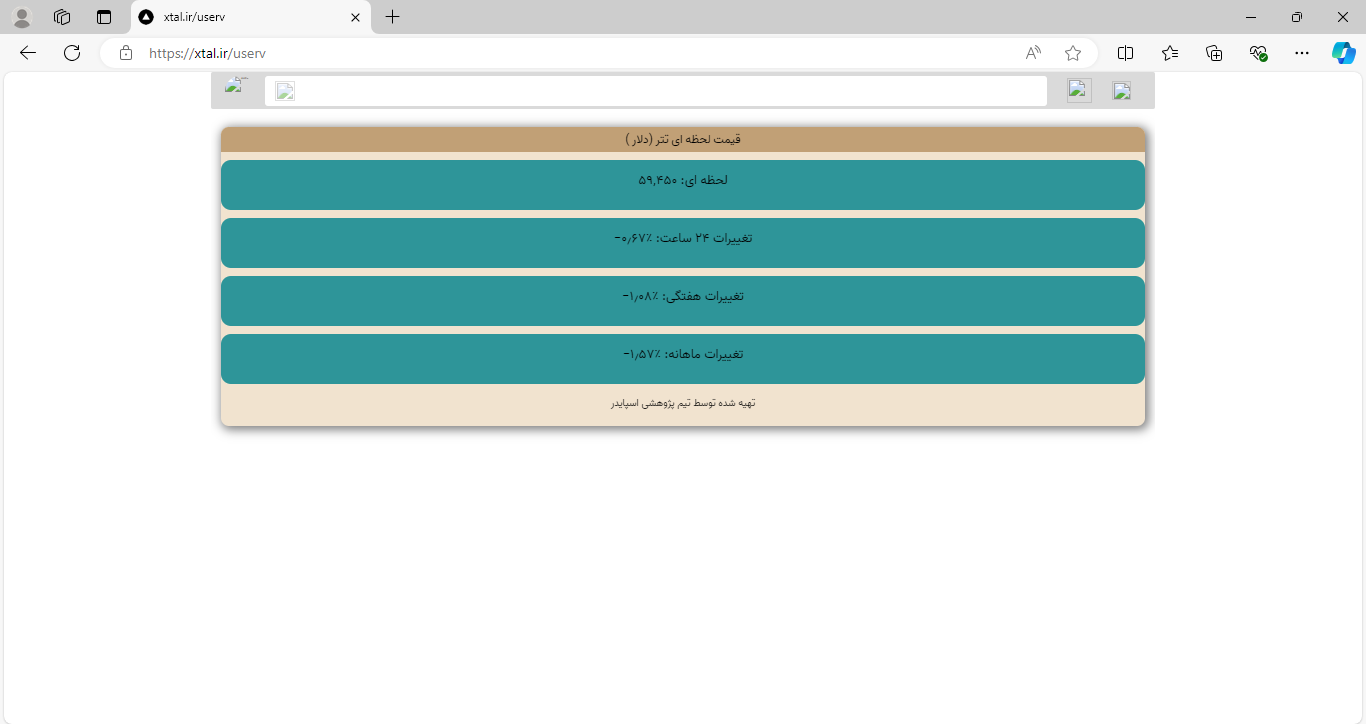 xtal.ir/userv
https://xtal.ir/userv
قیمت لحظه ای تتر (دلار )
لحظه ای: ۵۹,۴۵۰
تغییرات ۲۴ ساعت: ۰٫۶۷٪−
تغییرات هفتگی: ۱٫۰۸٪−
تغییرات ماهانه: ۱٫۵۷٪−
تهیه شده توسط تیم پژوهشی اسپایدر